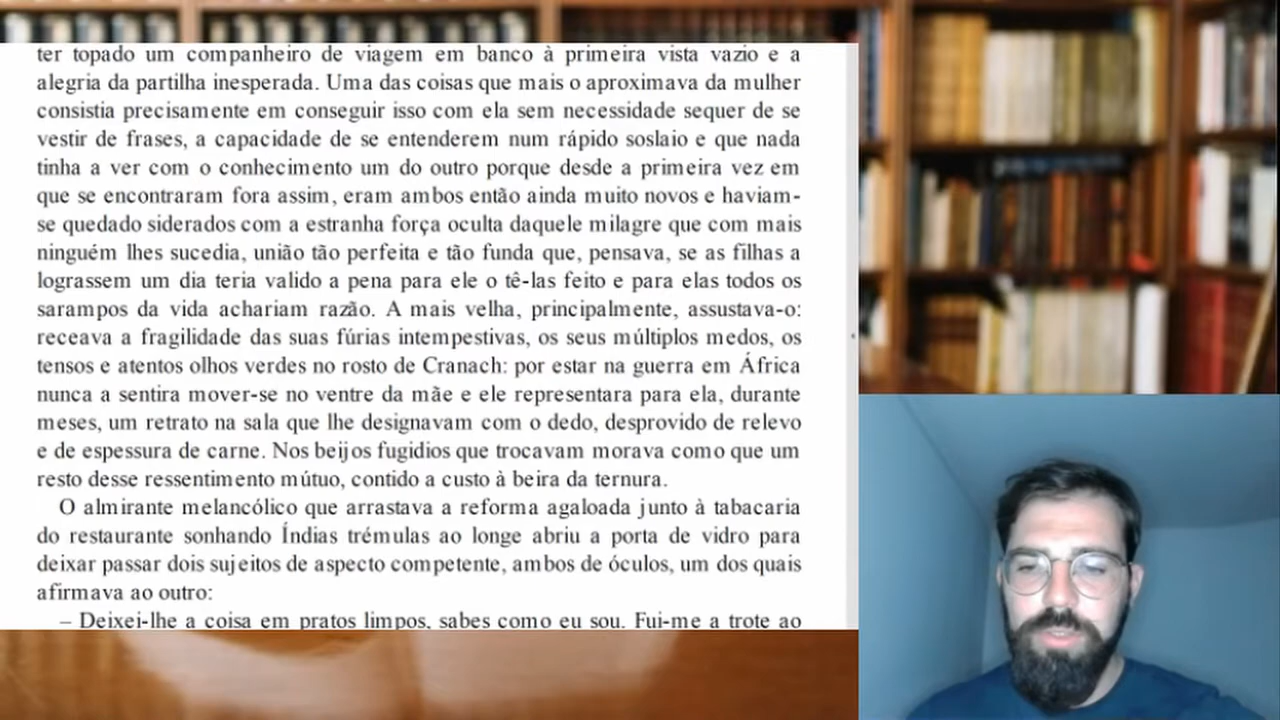 ter topado um companheiro de viagem em banco à primeira vista vazio e a
alegria da partilha inesperada. Uma das coisas que mais o aproximava da mulher
consistia precisamente em conseguir isso com ela sem necessidade sequer de se
vestir de frases, a capacidade de se entenderem num rápido soslaio e que nada
tinha a ver com o conhecimento um do outro porque desde a primeira vez em
que se encontraram fora assim, eram ambos então ainda muito novos e haviam-
se quedado siderados com a estranha força oculta daquele milagre que com mais
ninguém lhes sucedia, união tão perfeita e tão funda que, pensava, se as filhas a
lograssem um dia teria valido a pena para ele o tê-las feito e para elas todos os
sarampos da vida achariam razão. A mais velha, principalmente, assustava-o:
receava a fragilidade das suas fúrias intempestivas, os seus múltiplos medos, os
tensos e atentos olhos verdes no rosto de Cranach: por estar na guerra em África
nunca a sentira mover-se no ventre da mãe e ele representara para ela, durante
meses, um retrato na sala que lhe designavam com o dedo, desprovido de relevo
e de espessura de carne. Nos beijos fugidios que trocavam morava como que um
resto desse ressentimento mútuo, contido a custo à beira da ternura.
O almirante melancólico que arrastava a reforma agaloada junto à tabacaria
do restaurante sonhando Índias trémulas ao longe abriu a porta de vidro para
deixar passar dois sujeitos de aspecto competente, ambos de óculos, um dos quais
afirmava ao outro:
– Deixei-lhe a coisa em pratos limpos, sabes como eu sou. Fui-me a trote ao